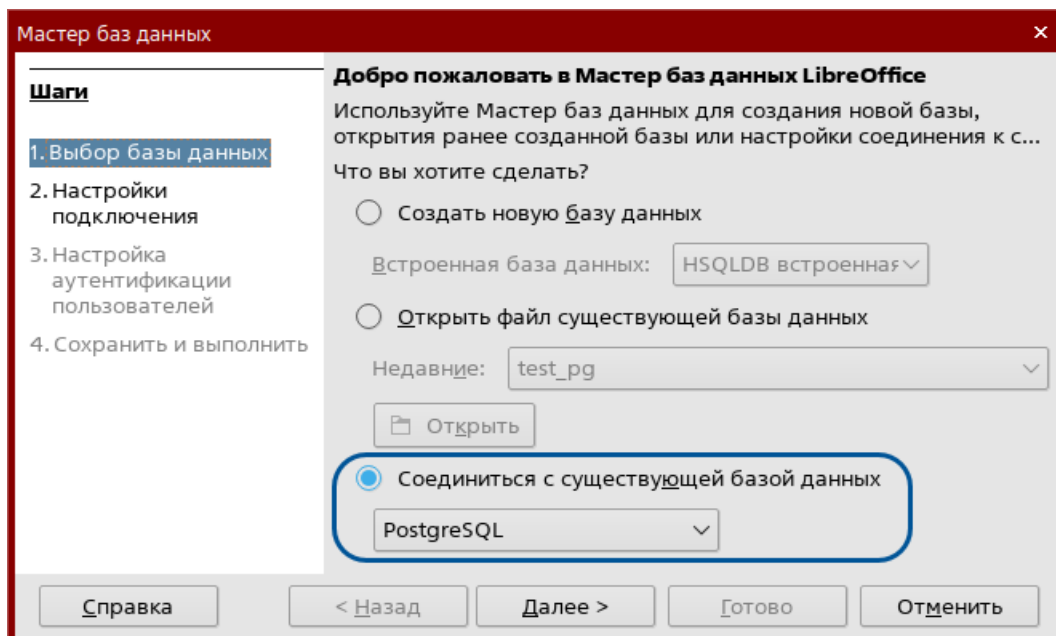 Мастер баз данных
Шаги
1. Выбор базы данных
2. Настройки
подключения
3. Настройка
аутентификации
пользователей
4. Сохранить и выполнить
Добро пожаловать в Мастер баз данных LibreOffice
Используйте Мастер баз данных для создания новой базы,
открытия ранее созданной базы или настройки соединения к с...
Что вы хотите сделать?
Создать новую базу данных
Встроенная база данных: HSQLDB встроенная
Открыть файл существующей базы данных
Недавние: test_pg
Открыть
Соединиться с существующей базой данных
PostgreSQL
Справка < Назад Далее > Готово Отменить